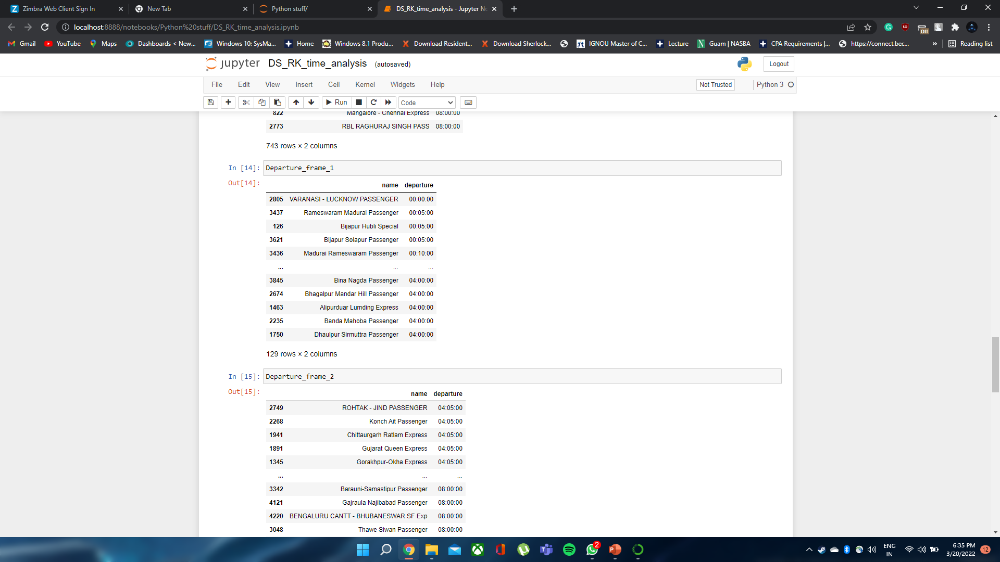 Zimbra Web Client Sign In
New Tab
Python stuff/
DS_RK_time_analysis - Jupyter No
localhost:8888/notebooks/Python%20stuff/DS_RK_time_analysis.ipynb
Off
Gmail
YouTube
Maps
Dashboards < New...
Windows 10: SysMa...
Home
Windows 8.1 Produ...
Download Resident...
Download Sherlock...
IGNOU Master of C...
Lecture
Guam | NASBA
CPA Requirements |...
https://connect.bec...
»
Reading list
jupyter DS_RK_time_analysis (autosaved)
Logout
File Edit View Insert Cell Kernel Widgets Help
Not Trusted
Python 3
Run
Code
822 Mangalore - Chennai Express 08:00:00
2773 RBL RAGHURAJ SINGH PASS 08:00:00
743 rows × 2 columns
In [14]: Departure_frame_1
Out[14]:
name departure
2805 VARANASI - LUCKNOW PASSENGER 00:00:00
3437 Rameswaram Madurai Passenger 00:05:00
126 Bijapur Hubli Special 00:05:00
3621 Bijapur Solapur Passenger 00:05:00
3436 Madurai Rameswaram Passenger 00:10:00
... ... ...
3845 Bina Nagda Passenger 04:00:00
2674 Bhagalpur Mandar Hill Passenger 04:00:00
1463 Alipurduar Lumding Express 04:00:00
2235 Banda Mahoba Passenger 04:00:00
1750 Dhaulpur Sirmuttra Passenger 04:00:00
129 rows × 2 columns
In [15]: Departure_frame_2
Out[15]:
name departure
2749 ROHTAK - JIND PASSENGER 04:05:00
2268 Konch Ait Passenger 04:05:00
1941 Chittaurgarh Ratlam Express 04:05:00
1891 Gujarat Queen Express 04:05:00
1345 Gorakhpur-Okha Express 04:05:00
... ... ...
3342 Barauni-Samastipur Passenger 08:00:00
4121 Gajraula Najibabad Passenger 08:00:00
4220 BENGALURU CANTT - BHUBANESWAR SF Exp 08:00:00
3048 Thawe Siwan Passenger 08:00:00
2
ENG
IN
6:35 PM
3/20/2022
12